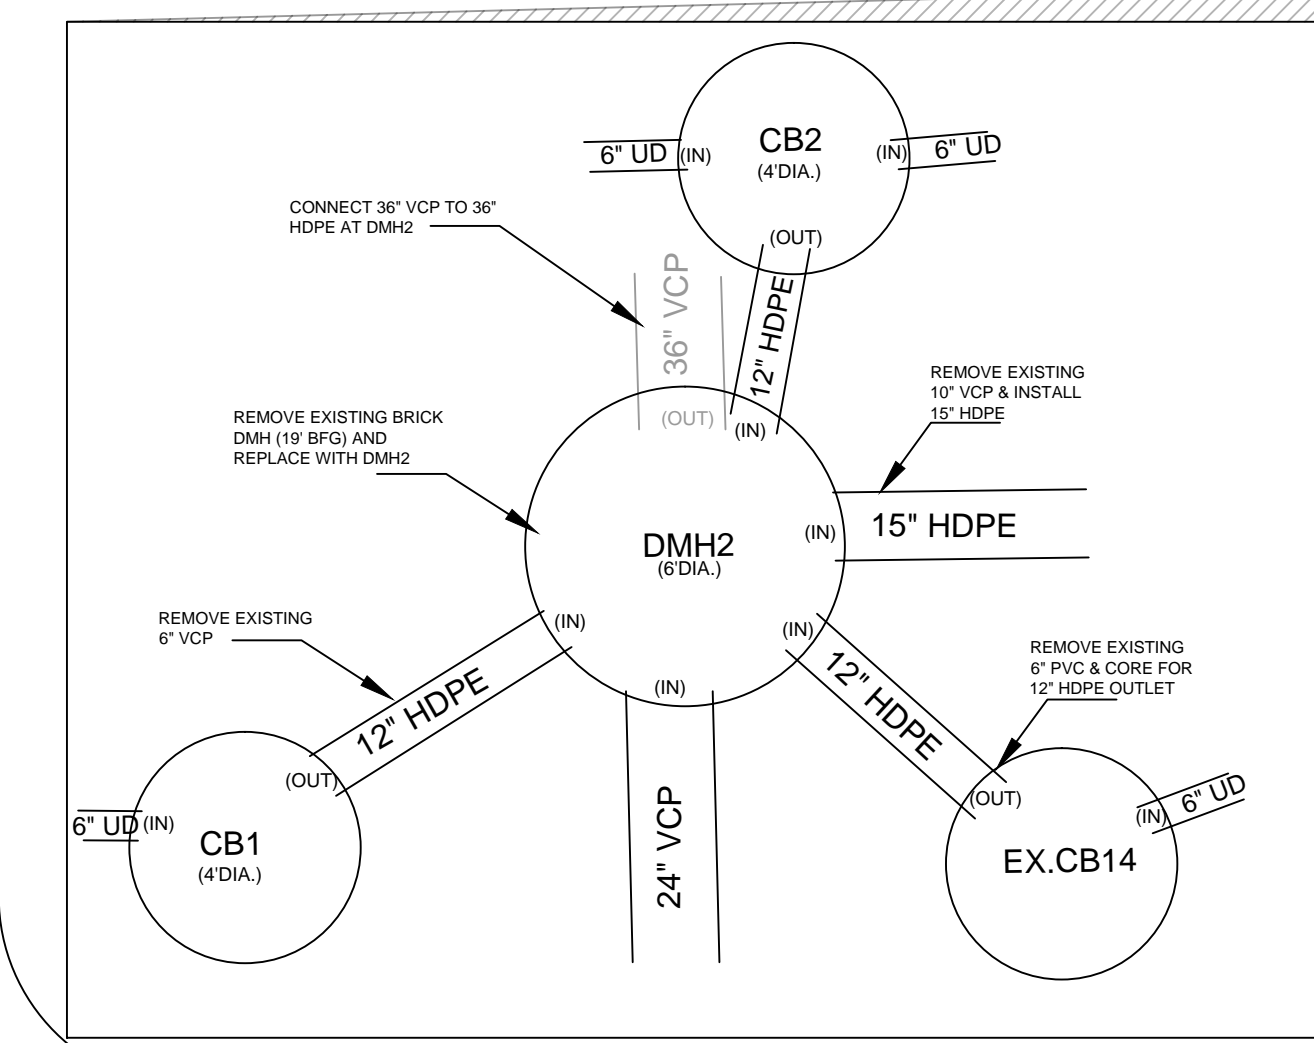 CB2
(4'DIA.)
6" UD
(IN)
(IN)
6" UD
(OUT)
CONNECT 36" VCP TO 36"
HDPE AT DMH2
36" VCP
12" HDPE
(OUT)
(IN)
REMOVE EXISTING
10" VCP & INSTALL
15" HDPE
REMOVE EXISTING BRICK
DMH (19' BFG) AND
REPLACE WITH DMH2
(IN)
15" HDPE
DMH2
(6'DIA.)
REMOVE EXISTING
6" VCP
(IN)
(IN)
(IN)
REMOVE EXISTING
6" PVC & CORE FOR
12" HDPE OUTLET
12" HDPE
12" HDPE
24" VCP
(OUT)
(OUT)
6" UD
(IN)
CB1
(4'DIA.)
(IN)
6" UD
EX.CB14